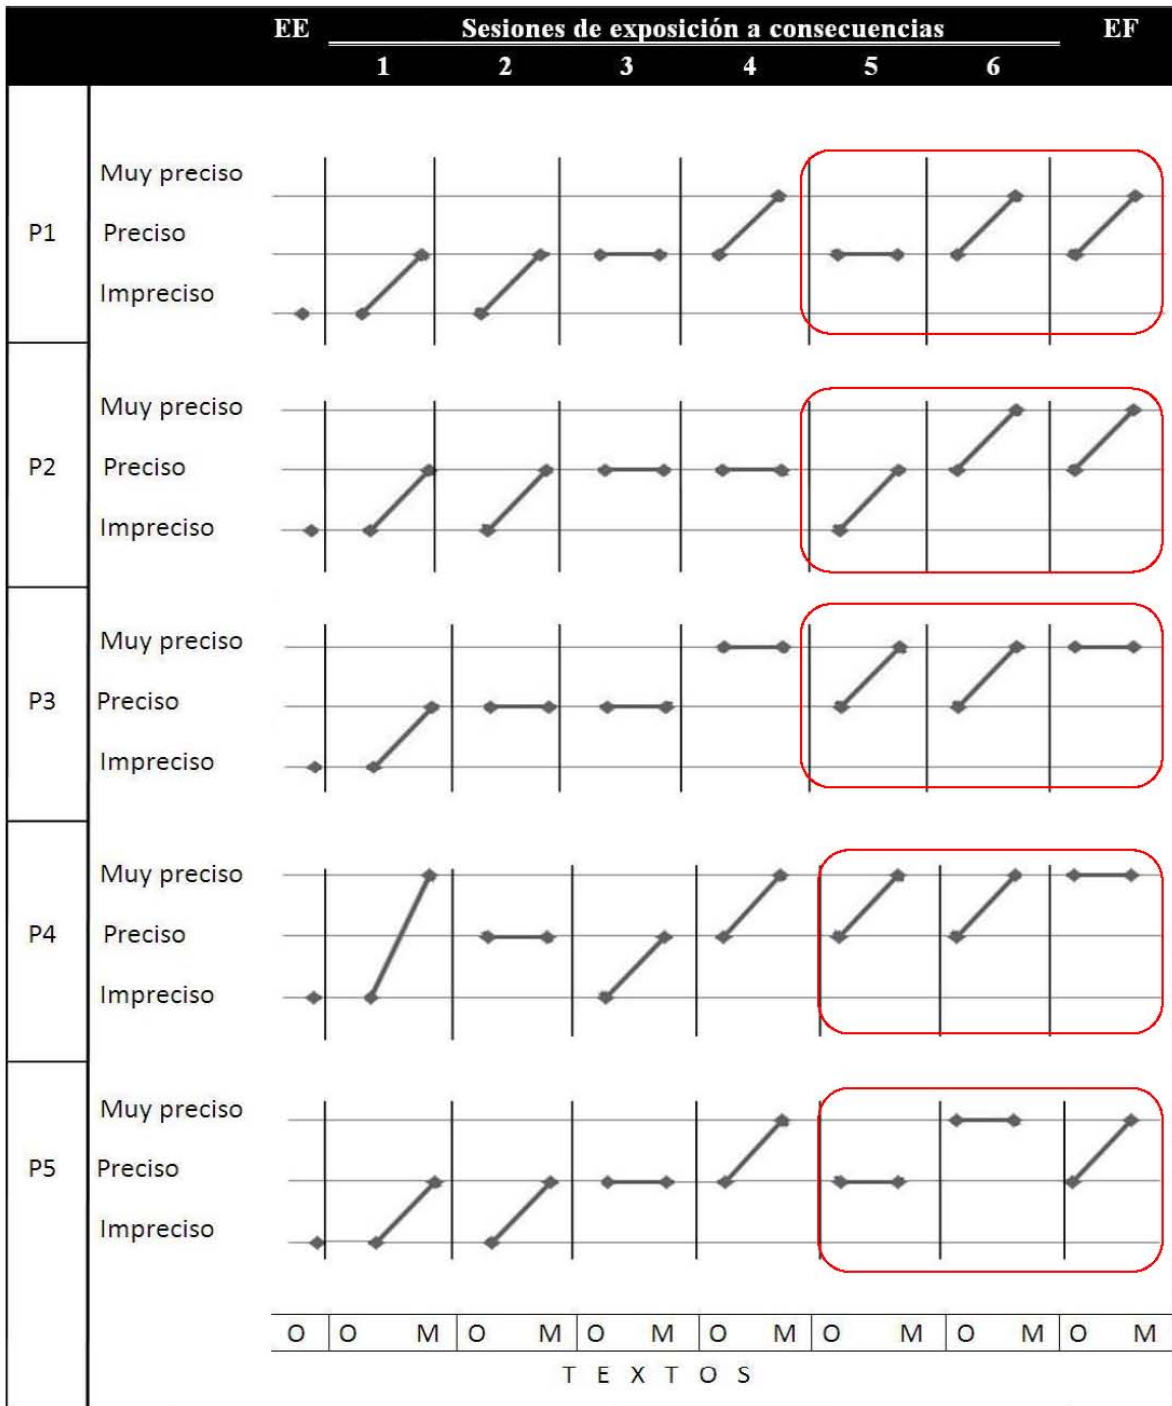 EE Sesiones de exposición a consecuencias EF
1 2 3 4 5 6
Muy preciso
P1 Preciso
Impreciso
Muy preciso
P2 Preciso
Impreciso
Muy preciso
P3 Preciso
Impreciso
Muy preciso
P4 Preciso
Impreciso
Muy preciso
P5 Preciso
Impreciso
O O M O M O M O M O M O M O M
T E X T O S